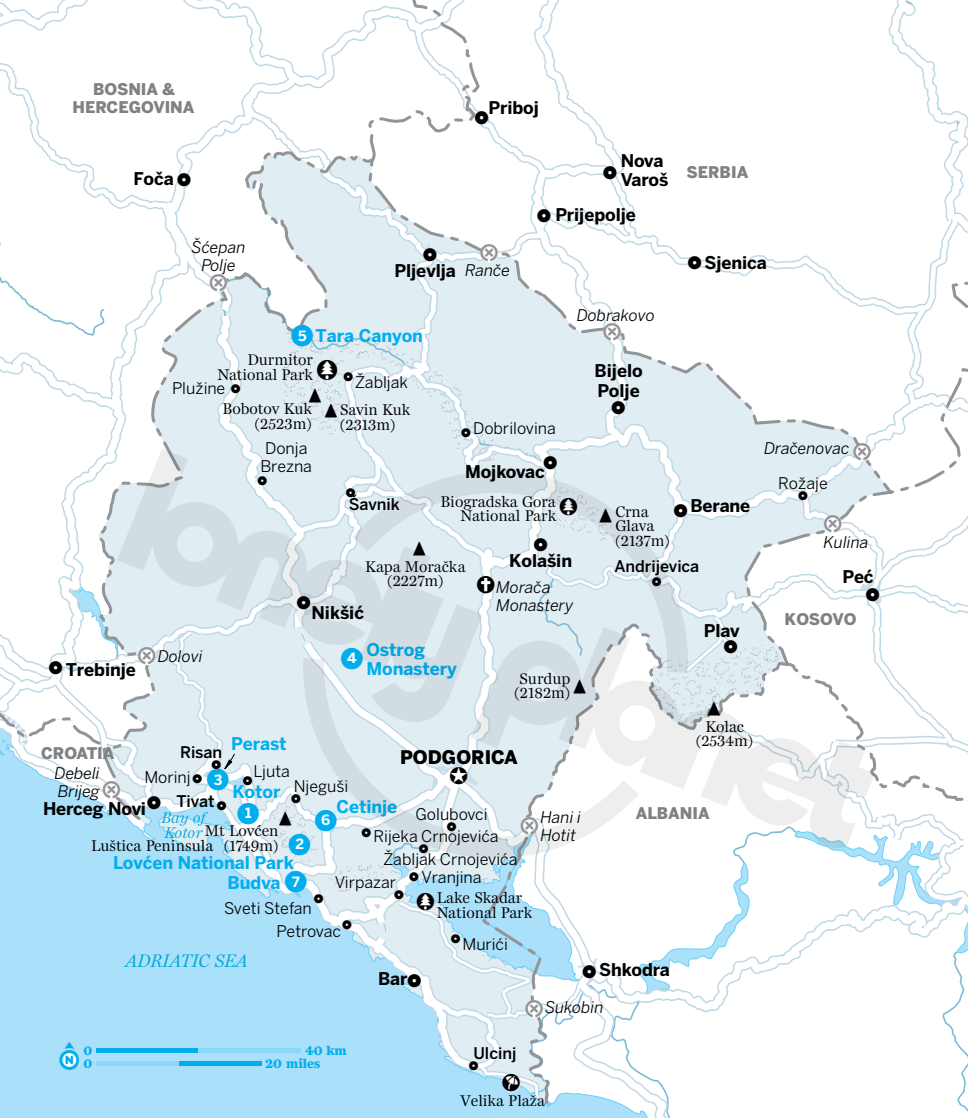 BOSNIA &
HERCEGOVINA
Priboj
Foča
Nova
Varoš
SERBIA
Prijepolje
Šćepan
Polje
Pljevlja
Ranče
Sjenica
Dobrakovo
5 Tara Canyon
Durmitor
National Park
Žabljak
Plužine
Bobotov Kuk
(2523m)
Savin Kuk
(2313m)
Bijelo
Polje
Dobrilovina
Donja
Brezna
Mojkovac
Dračenovac
Šavnik
Biogradska Gora
National Park
Crna
Glava
(2137m)
Berane
Rožaje
Kulina
Kapa Moračka
(2227m)
Kolašin
Andrijevica
Morača
Monastery
Peć
Nikšić
KOSOVO
Plav
Trebinje
Dolovi
4 Ostrog
Monastery
Surdup
(2182m)
Kolac
(2534m)
lonely planet
CROATIA
Debeli
Brijeg
Risan
Perast
PODGORICA
Morinj
3
Ljuta
Herceg Novi
Tivat
Kotor
1
Njeguši
Cetinje
6
Bay of
Kotor
Mt Lovćen
(1749m)
Luštica Peninsula
2
Lovćen National Park
Golubovci
Hani i
Hotit
ALBANIA
Rijeka Crnojevića
Žabljak Crnojevića
Budva 7
Virpazar
Vranjina
Sveti Stefan
Lake Skadar
National Park
Petrovac
Murići
ADRIATIC SEA
Bar
Shkodra
Sukobin
N
0 40 km
0 20 miles
Ulcinj
Velika Plaža